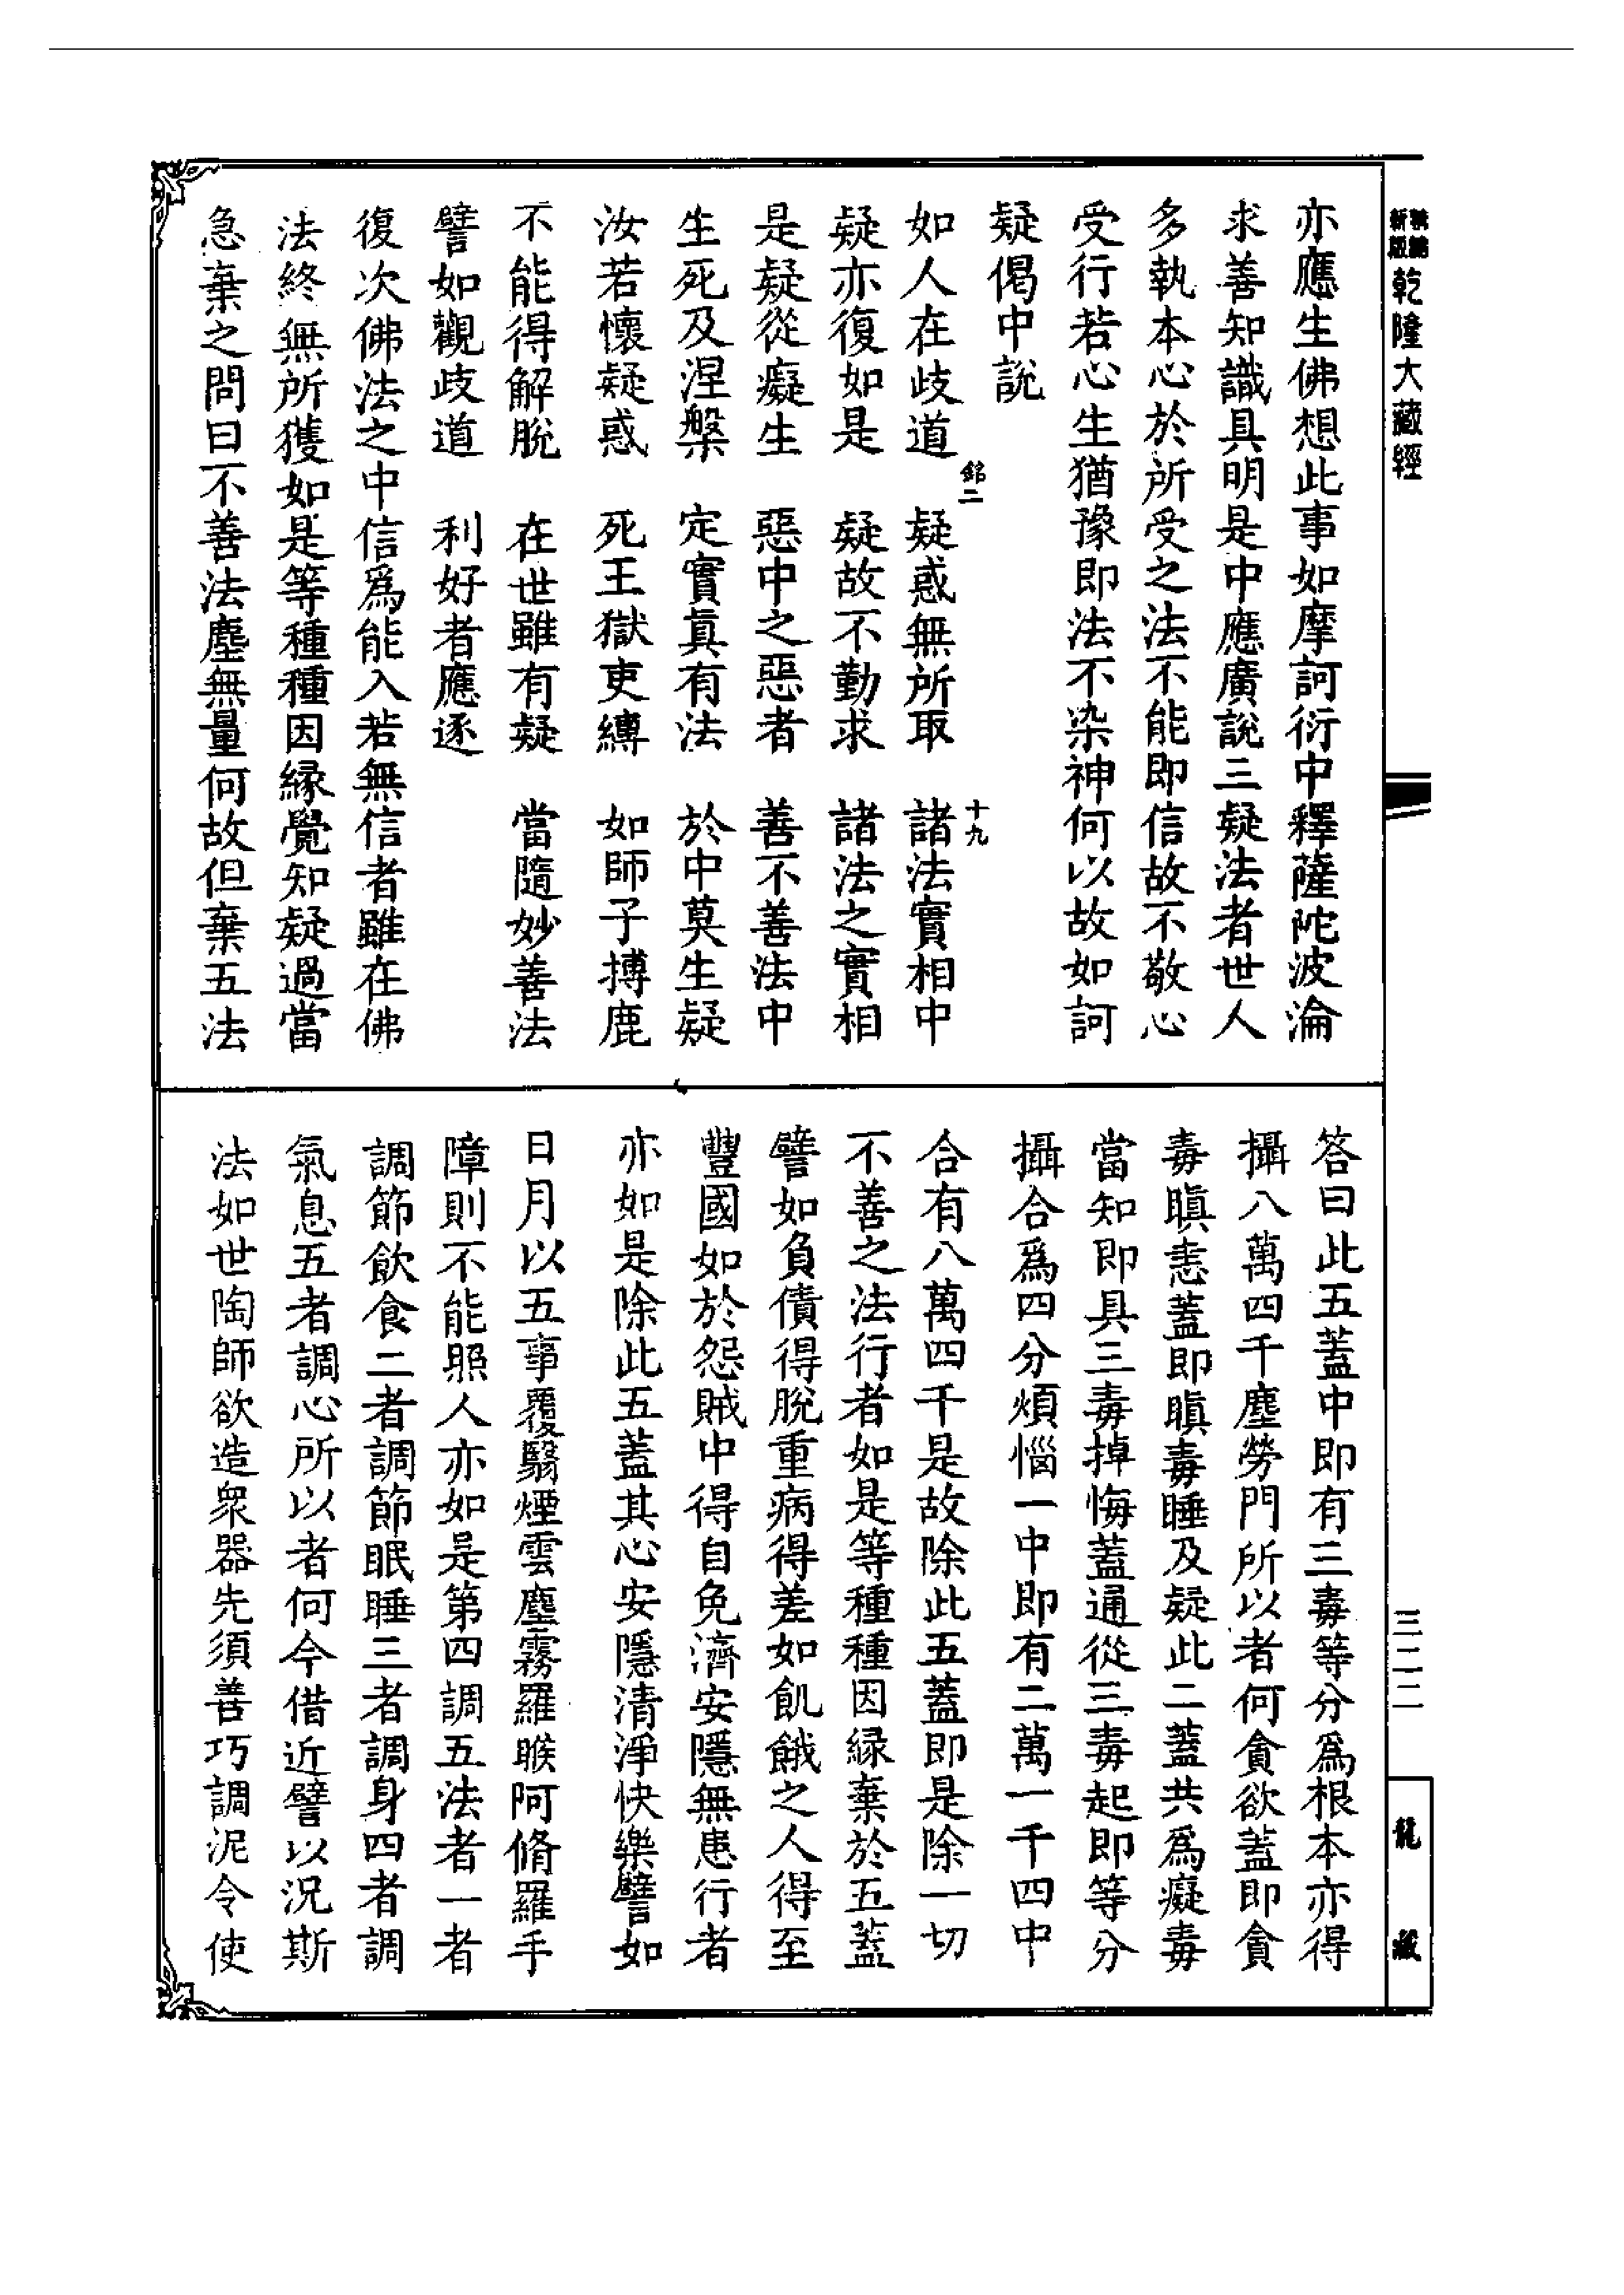 新版精編
乾隆大藏經
亦應生佛想此事如摩訶衍中釋薩陀波淪
求善知識具明是中應廣說三疑法者世人
多執本心於所受之法不能即信故不敬心
受行若心生猶豫即法不染神何以故如訶
疑偈中說
如人在歧道 疑惑無所取 諸法實相中
銘二
十九
疑亦復如是 疑故不勤求 諸法之實相
是疑從癡生 惡中之惡者 善不善法中
生死及涅槃 定實真有法 於中莫生疑
汝若懷疑惑 死王獄吏縛 如師子搏鹿
不能得解脫 在世雖有疑 當隨妙善法
譬如觀歧道 利好者應逐
復次佛法之中信爲能入若無信者雖在佛
法終無所獲如是等種種因緣覺知疑過當
急棄之問曰不善法塵無量何故但棄五法
答曰此五蓋中即有三毒等分爲根本亦得
攝八萬四千塵勞門所以者何貪欲蓋即貪
毒瞋恚蓋即瞋毒睡及疑此二蓋共爲癡毒
當知即具三毒掉悔蓋通從三毒起即等分
攝合爲四分煩惱一中即有二萬一千四中
合有八萬四千是故除此五蓋即是除一切
不善之法行者如是等種種因緣棄於五蓋
譬如負債得脫重病得差如飢餓之人得至
豐國如於怨賊中得自免濟安隱無患行者
亦如是除此五蓋其心安隱清淨快樂譬如
日月以五事覆翳煙雲塵霧羅睺阿脩羅手
障則不能照人亦如是第四調五法者一者
調節飲食二者調節眠睡三者調身四者調
氣息五者調心所以者何今借近譬以況斯
法如世陶師欲造衆器先須善巧調泥令使
三二二
龍藏